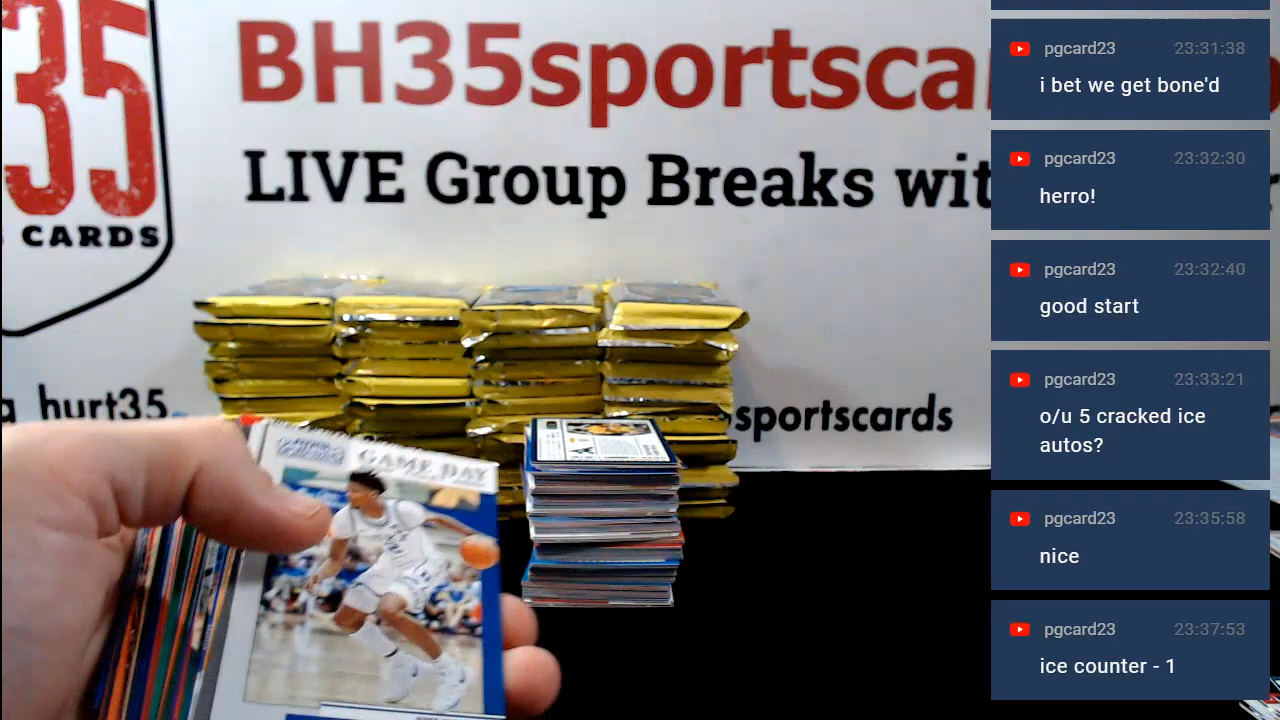 35
CARDS
BH35sportscar
LIVE Group Breaks wit
hurt35
sportscards
GAME DAY
pgcard23 23:31:38
i bet we get bone'd
pgcard23 23:32:30
herro!
pgcard23 23:32:40
good start
pgcard23 23:33:21
o/u 5 cracked ice
autos?
pgcard23 23:35:58
nice
pgcard23 23:37:53
ice counter - 1